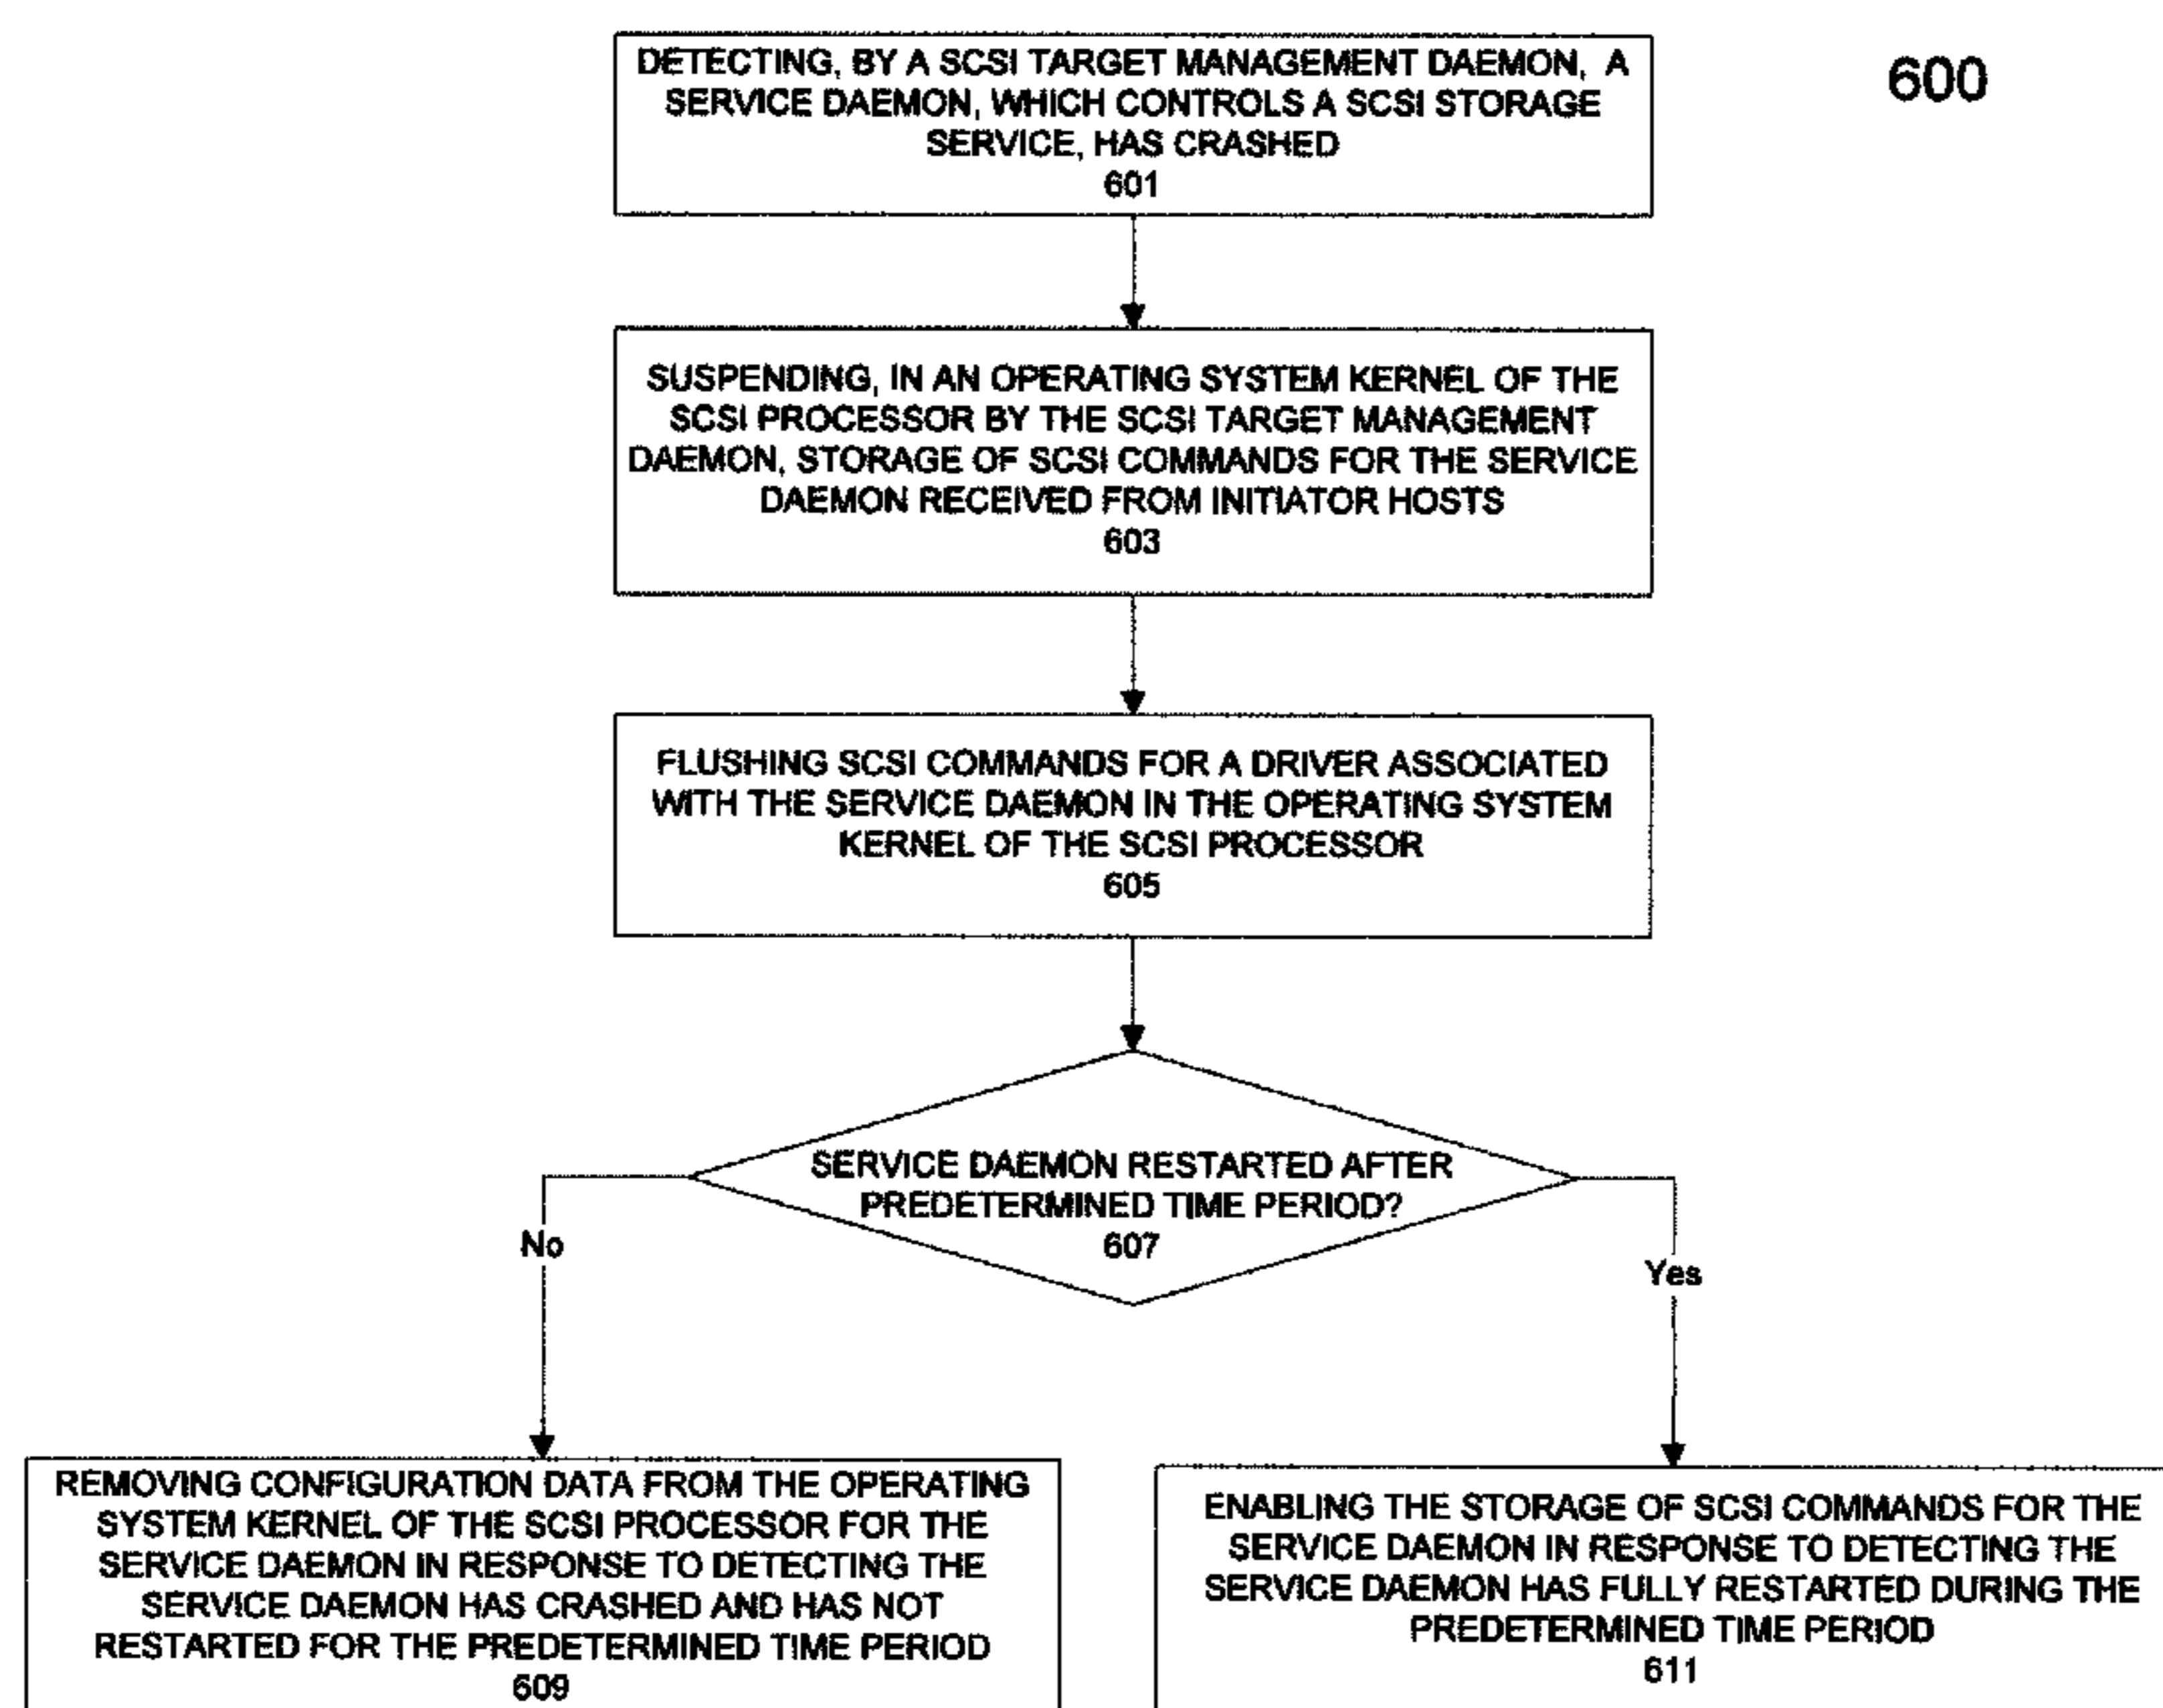 DETECTING, BY A SCSI TARGET MANAGEMENT DAEMON, A
SERVICE DAEMON, WHICH CONTROLS A SCSI STORAGE
SERVICE, HAS CRASHED
601
600
SUSPENDING, IN AN OPERATING SYSTEM KERNEL OF THE
SCSI PROCESSOR BY THE SCSI TARGET MANAGEMENT
DAEMON, STORAGE OF SCSI COMMANDS FOR THE SERVICE
DAEMON RECEIVED FROM INITIATOR HOSTS
603
FLUSHING SCSI COMMANDS FOR A DRIVER ASSOCIATED
WITH THE SERVICE DAEMON IN THE OPERATING SYSTEM
KERNEL OF THE SCSI PROCESSOR
605
SERVICE DAEMON RESTARTED AFTER
PREDETERMINED TIME PERIOD?
607
No
Yes
REMOVING CONFIGURATION DATA FROM THE OPERATING
SYSTEM KERNEL OF THE SCSI PROCESSOR FOR THE
SERVICE DAEMON IN RESPONSE TO DETECTING THE
SERVICE DAEMON HAS CRASHED AND HAS NOT
RESTARTED FOR THE PREDETERMINED TIME PERIOD
609
ENABLING THE STORAGE OF SCSI COMMANDS FOR THE
SERVICE DAEMON IN RESPONSE TO DETECTING THE
SERVICE DAEMON HAS FULLY RESTARTED DURING THE
PREDETERMINED TIME PERIOD
611